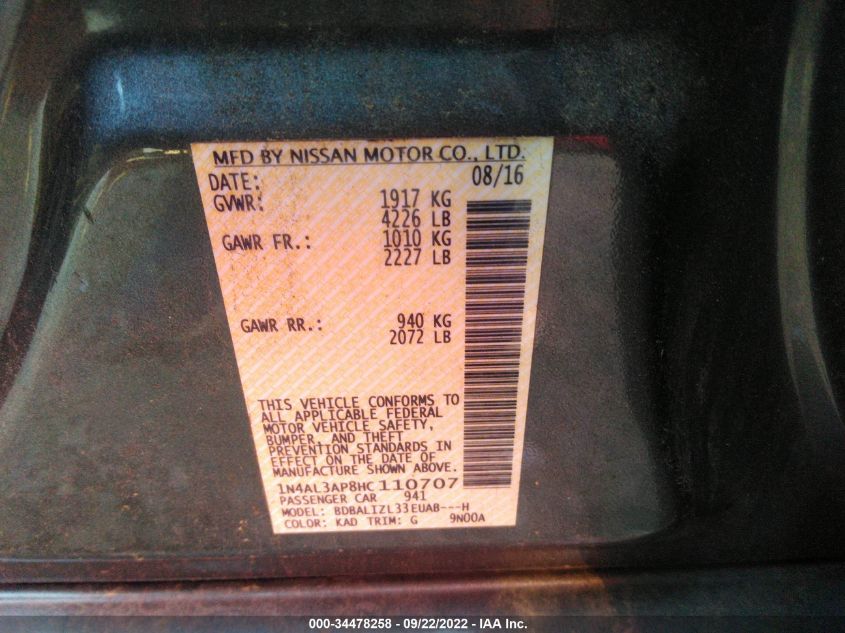 MFD BY NISSAN MOTOR CO., LTD.
DATE: 08/16
GVWR: 1917 KG
4226 LB
GAWR FR.: 1010 KG
2227 LB
GAWR RR.: 940 KG
2072 LB
THIS VEHICLE CONFORMS TO
ALL APPLICABLE FEDERAL
MOTOR VEHICLE SAFETY,
BUMPER, AND THEFT
PREVENTION STANDARDS IN
EFFECT ON THE DATE OF
MANUFACTURE SHOWN ABOVE.
1N4AL3AP8HC110707
PASSENGER CAR 941
MODEL: BDBALIZL33EUAB---H
COLOR: KAD TRIM: G 9N00A
000-34478258 - 09/22/2022 - IAA Inc.